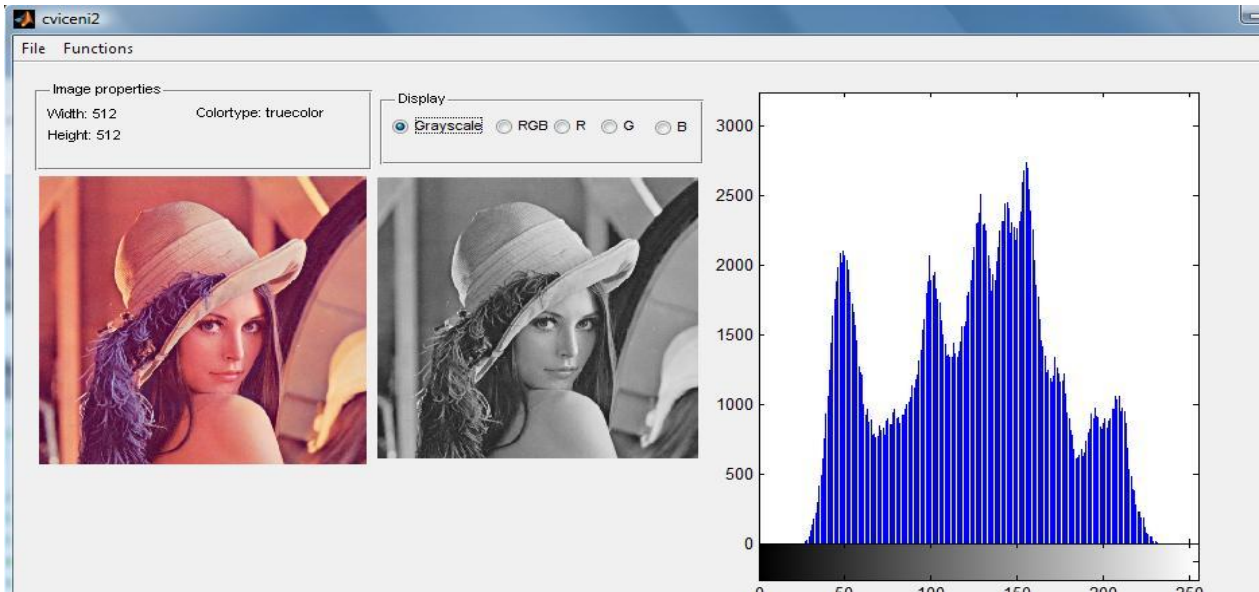 cviceni2
File Functions
Image properties
Width: 512
Colortype: truecolor
Height: 512
Display
Grayscale RGB R G B
3000
2500
2000
1500
1000
500
0
0 50 100 150 200 250